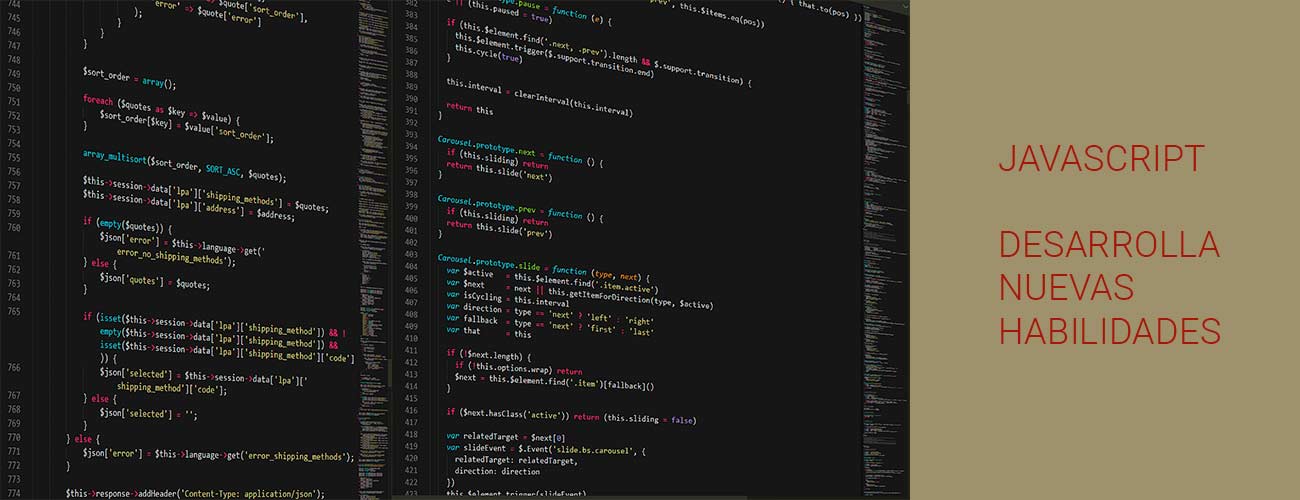 744
745
746
747
748
749
750
751
752
753
754
755
756
757
758
759
760
761
762
763
764
765
766
767
768
769
770
771
772
773
774
error' => $quote['sort_order'],
=> $quote['error']
);
}
}
}
$sort_order = array();
foreach ($quotes as $key => $value) {
$sort_order[$key] = $value['sort_order'];
}
array_multisort($sort_order, SORT_ASC, $quotes);
$this->session->data['lpa']['shipping_methods'] = $quotes;
$this->session->data['lpa']['address'] = $address;
if (empty($quotes)) {
$json['error'] = $this->language->get('
error_no_shipping_methods');
} else {
$json['quotes'] = $quotes;
}
if (isset($this->session->data['lpa']['shipping_method']) && !
empty($this->session->data['lpa']['shipping_method']) &&
isset($this->session->data['lpa']['shipping_method']['code']
)) {
$json['selected'] = $this->session->data['lpa']['
shipping_method']['code'];
} else {
$json['selected'] = '';
}
} else {
$json['error'] = $this->language->get('error_shipping_methods');
}
$this->response->addHeader('Content-Type: application/json');
382
383
384
385
386
387
388
389
390
391
392
393
394
395
396
397
398
399
400
401
402
403
404
405
406
407
408
409
410
411
412
413
414
415
416
417
418
419
420
421
422
423
prev', this.$items.eq(pos))
{ that.to(pos) })
.pause = function (e) {
|| (this.paused = true)
if (this.$element.find('.next, .prev').length && $.support.transition) {
this.$element.trigger($.support.transition.end)
this.cycle(true)
}
this.interval = clearInterval(this.interval)
return this
}
Carousel.prototype.next = function () {
if (this.sliding) return
return this.slide('next')
}
Carousel.prototype.prev = function () {
if (this.sliding) return
return this.slide('prev')
}
Carousel.prototype.slide = function (type, next) {
var $active = this.$element.find('.item.active')
var $next = next || this.getItemForDirection(type, $active)
var isCycling = this.interval
var direction = type == 'next' ? 'left' : 'right'
var fallback = type == 'next' ? 'first' : 'last'
var that = this
if (!$next.length) {
if (!this.options.wrap) return
$next = this.$element.find('.item')[fallback]()
}
if ($next.hasClass('active')) return (this.sliding = false)
var relatedTarget = $next[0]
var slideEvent = $.Event('slide.bs.carousel', {
relatedTarget: relatedTarget,
direction: direction
})
this.$element.trigger(slideEvent)
JAVASCRIPT
DESARROLLA
NUEVAS
HABILIDADES